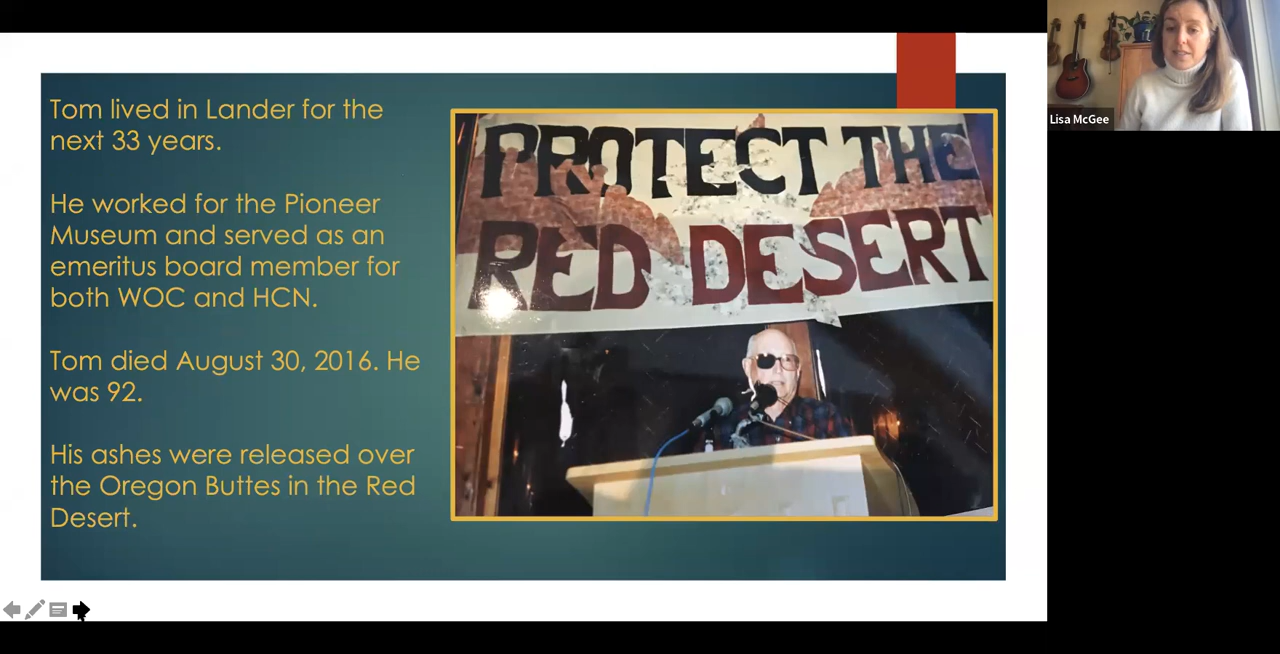 Tom lived in Lander for the
next 33 years.
He worked for the Pioneer
Museum and served as an
emeritus board member for
both WOC and HCN.
Tom died August 30, 2016. He
was 92.
His ashes were released over
the Oregon Buttes in the Red
Desert.
PROTECT THE
RED DESERT
Lisa McGee